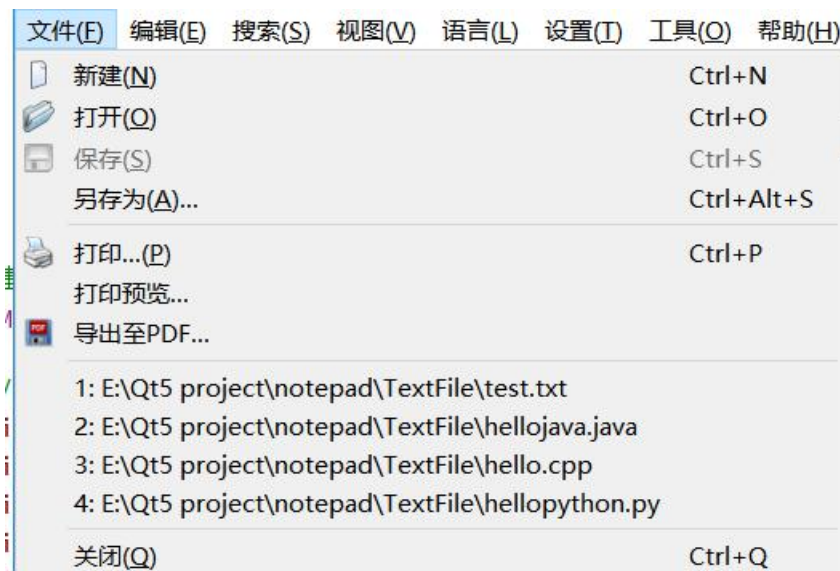 文件(F) 编辑(E) 搜索(S) 视图(V) 语言(L) 设置(T) 工具(O) 帮助(H)
新建(N) Ctrl+N
打开(O) Ctrl+O
保存(S) Ctrl+S
另存为(A)... Ctrl+Alt+S
打印...(P) Ctrl+P
打印预览...
导出至PDF...
1: E:\Qt5 project\notepad\TextFile\test.txt
2: E:\Qt5 project\notepad\TextFile\hellojava.java
3: E:\Qt5 project\notepad\TextFile\hello.cpp
4: E:\Qt5 project\notepad\TextFile\hellopython.py
关闭(Q) Ctrl+Q